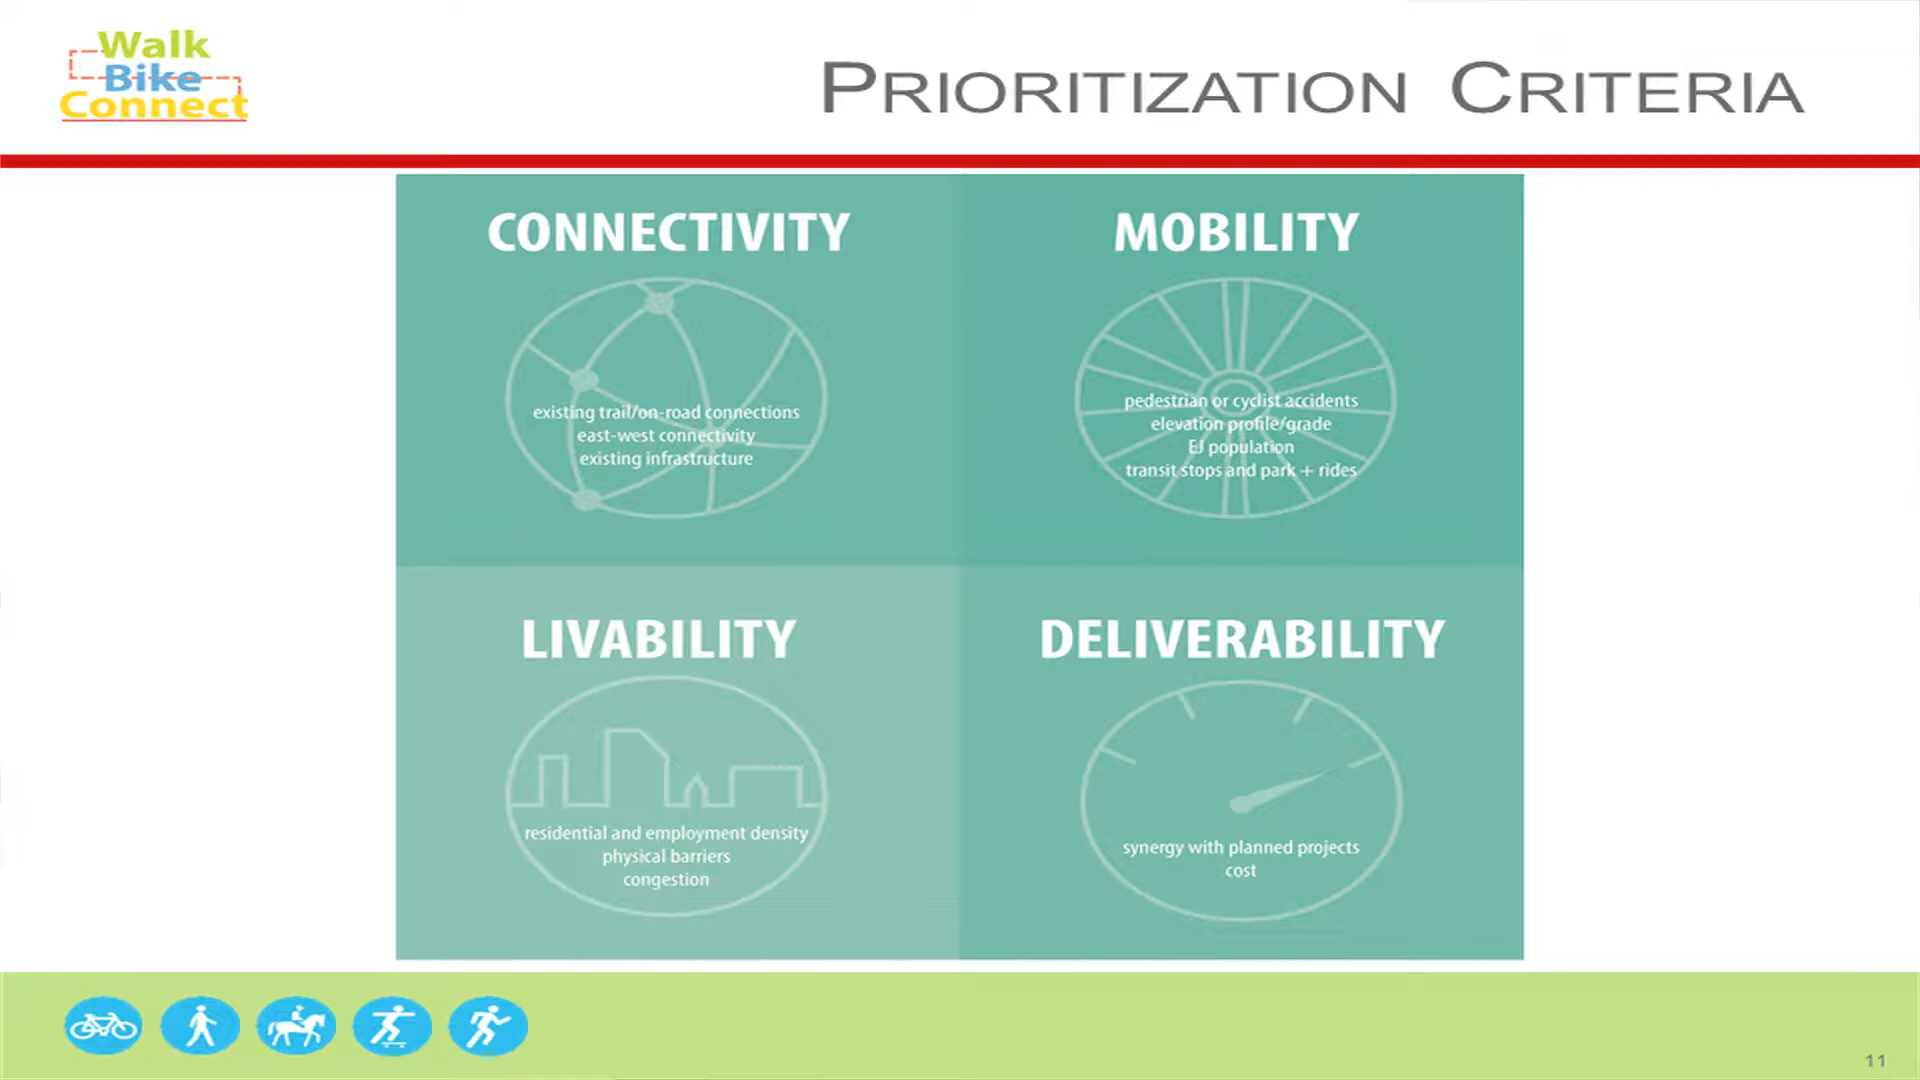 Walk
Bike
Connect
PRIORITIZATION CRITERIA
CONNECTIVITY
existing trail/on-road connections
east-west connectivity
existing infrastructure
MOBILITY
pedestrian or cyclist accidents
elevation profile/grade
EJ population
transit stops and park + rides
LIVABILITY
residential and employment density
physical barriers
congestion
DELIVERABILITY
synergy with planned projects
cost
11